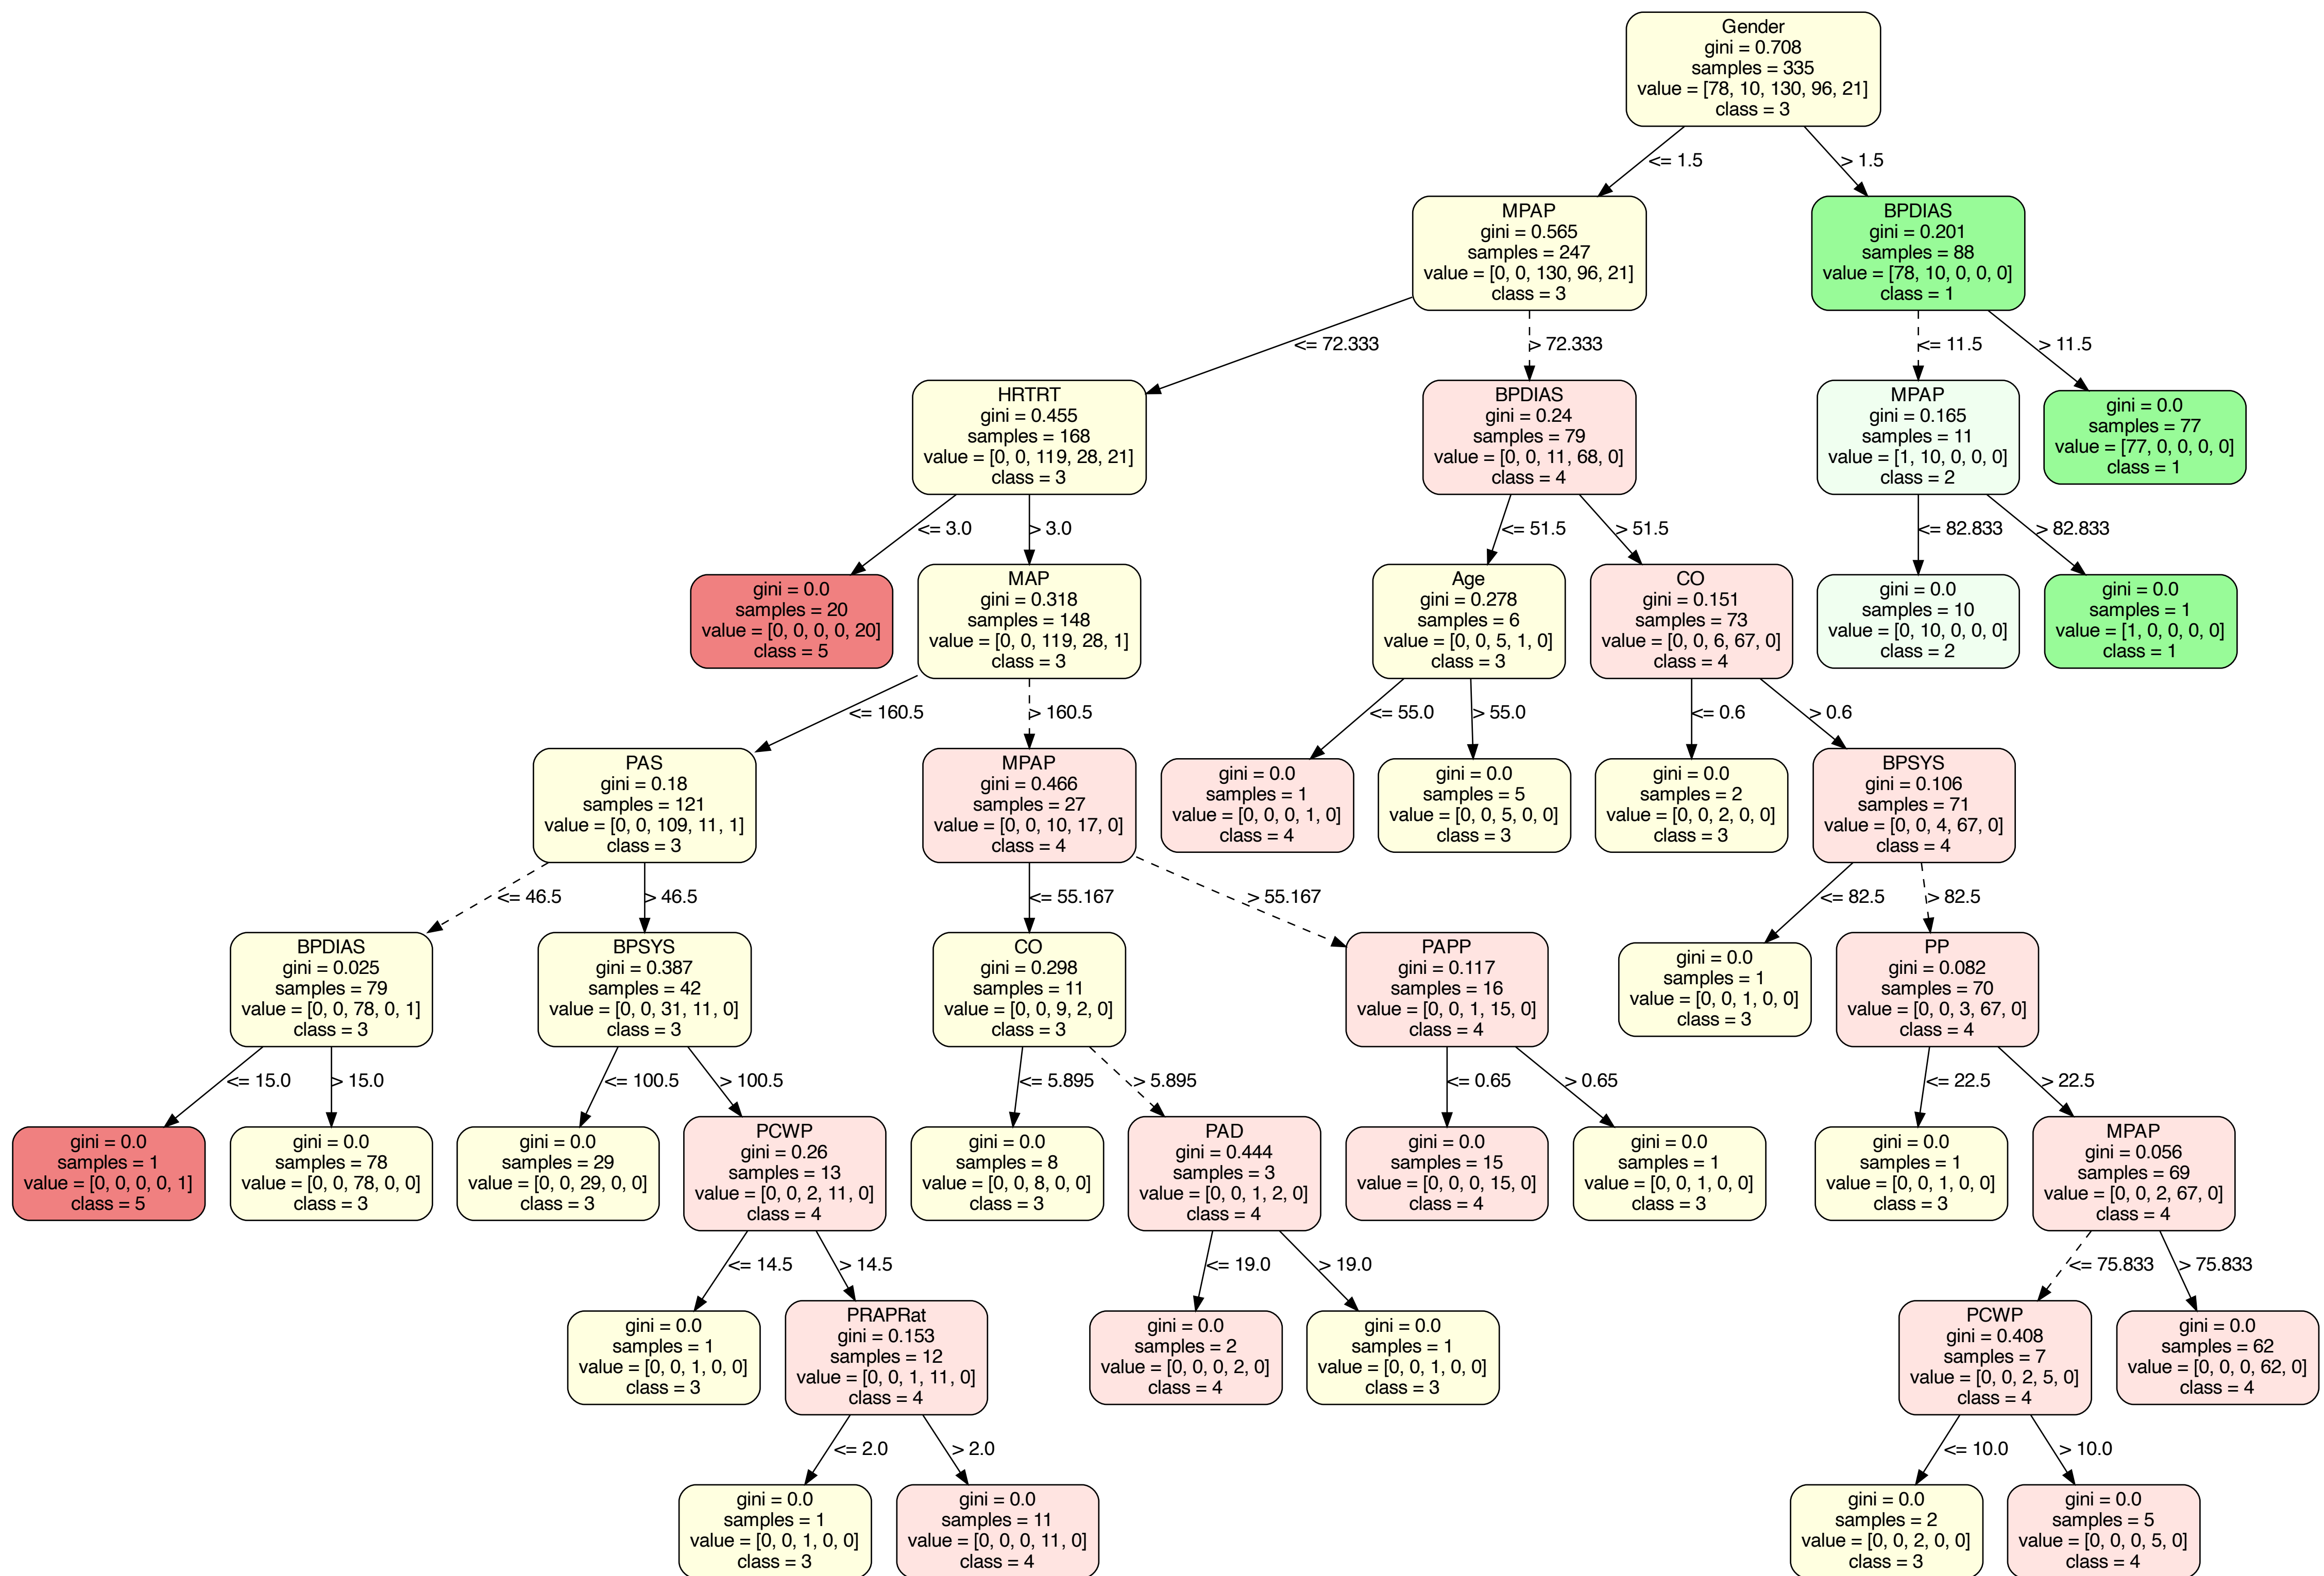 Gender
gini = 0.708
samples = 335
value = [78, 10, 130, 96, 21]
class = 3
<= 1.5
> 1.5
MPAP
gini = 0.565
samples = 247
value = [0, 0, 130, 96, 21]
class = 3
BPDIAS
gini = 0.201
samples = 88
value = [78, 10, 0, 0, 0]
class = 1
<= 72.333
> 72.333
<= 11.5
> 11.5
HRTRT
gini = 0.455
samples = 168
value = [0, 0, 119, 28, 21]
class = 3
BPDIAS
gini = 0.24
samples = 79
value = [0, 0, 11, 68, 0]
class = 4
MPAP
gini = 0.165
samples = 11
value = [1, 10, 0, 0, 0]
class = 2
gini = 0.0
samples = 77
value = [77, 0, 0, 0, 0]
class = 1
<= 3.0
> 3.0
<= 51.5
> 51.5
<= 82.833
> 82.833
gini = 0.0
samples = 20
value = [0, 0, 0, 0, 20]
class = 5
MAP
gini = 0.318
samples = 148
value = [0, 0, 119, 28, 1]
class = 3
Age
gini = 0.278
samples = 6
value = [0, 0, 5, 1, 0]
class = 3
CO
gini = 0.151
samples = 73
value = [0, 0, 6, 67, 0]
class = 4
gini = 0.0
samples = 10
value = [0, 10, 0, 0, 0]
class = 2
gini = 0.0
samples = 1
value = [1, 0, 0, 0, 0]
class = 1
<= 160.5
> 160.5
<= 55.0
> 55.0
<= 0.6
> 0.6
PAS
gini = 0.18
samples = 121
value = [0, 0, 109, 11, 1]
class = 3
MPAP
gini = 0.466
samples = 27
value = [0, 0, 10, 17, 0]
class = 4
gini = 0.0
samples = 1
value = [0, 0, 0, 1, 0]
class = 4
gini = 0.0
samples = 5
value = [0, 0, 5, 0, 0]
class = 3
gini = 0.0
samples = 2
value = [0, 0, 2, 0, 0]
class = 3
BPSYS
gini = 0.106
samples = 71
value = [0, 0, 4, 67, 0]
class = 4
<= 46.5
> 46.5
<= 55.167
> 55.167
<= 82.5
> 82.5
BPDIAS
gini = 0.025
samples = 79
value = [0, 0, 78, 0, 1]
class = 3
BPSYS
gini = 0.387
samples = 42
value = [0, 0, 31, 11, 0]
class = 3
CO
gini = 0.298
samples = 11
value = [0, 0, 9, 2, 0]
class = 3
PAPP
gini = 0.117
samples = 16
value = [0, 0, 1, 15, 0]
class = 4
gini = 0.0
samples = 1
value = [0, 0, 1, 0, 0]
class = 3
PP
gini = 0.082
samples = 70
value = [0, 0, 3, 67, 0]
class = 4
<= 15.0
> 15.0
<= 100.5
> 100.5
<= 5.895
> 5.895
<= 0.65
> 0.65
<= 22.5
> 22.5
gini = 0.0
samples = 1
value = [0, 0, 0, 0, 1]
class = 5
gini = 0.0
samples = 78
value = [0, 0, 78, 0, 0]
class = 3
gini = 0.0
samples = 29
value = [0, 0, 29, 0, 0]
class = 3
PCWP
gini = 0.26
samples = 13
value = [0, 0, 2, 11, 0]
class = 4
gini = 0.0
samples = 8
value = [0, 0, 8, 0, 0]
class = 3
PAD
gini = 0.444
samples = 3
value = [0, 0, 1, 2, 0]
class = 4
gini = 0.0
samples = 15
value = [0, 0, 0, 15, 0]
class = 4
gini = 0.0
samples = 1
value = [0, 0, 1, 0, 0]
class = 3
gini = 0.0
samples = 1
value = [0, 0, 1, 0, 0]
class = 3
MPAP
gini = 0.056
samples = 69
value = [0, 0, 2, 67, 0]
class = 4
<= 14.5
> 14.5
<= 19.0
> 19.0
<= 75.833
> 75.833
gini = 0.0
samples = 1
value = [0, 0, 1, 0, 0]
class = 3
PRAPRat
gini = 0.153
samples = 12
value = [0, 0, 1, 11, 0]
class = 4
gini = 0.0
samples = 2
value = [0, 0, 0, 2, 0]
class = 4
gini = 0.0
samples = 1
value = [0, 0, 1, 0, 0]
class = 3
PCWP
gini = 0.408
samples = 7
value = [0, 0, 2, 5, 0]
class = 4
gini = 0.0
samples = 62
value = [0, 0, 0, 62, 0]
class = 4
<= 2.0
> 2.0
<= 10.0
> 10.0
gini = 0.0
samples = 1
value = [0, 0, 1, 0, 0]
class = 3
gini = 0.0
samples = 11
value = [0, 0, 0, 11, 0]
class = 4
gini = 0.0
samples = 2
value = [0, 0, 2, 0, 0]
class = 3
gini = 0.0
samples = 5
value = [0, 0, 0, 5, 0]
class = 4